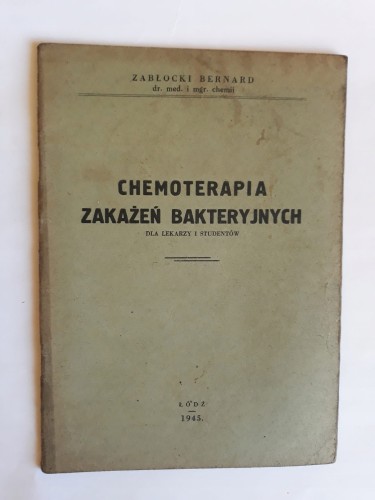 ZABŁOCKI BERNARD
dr. med. i mgr. chemii
CHEMOTERAPIA
ZAKAŻEŃ BAKTERYJNYCH
DLA LEKARZY I STUDENTÓW
ŁÓDŹ
1945.